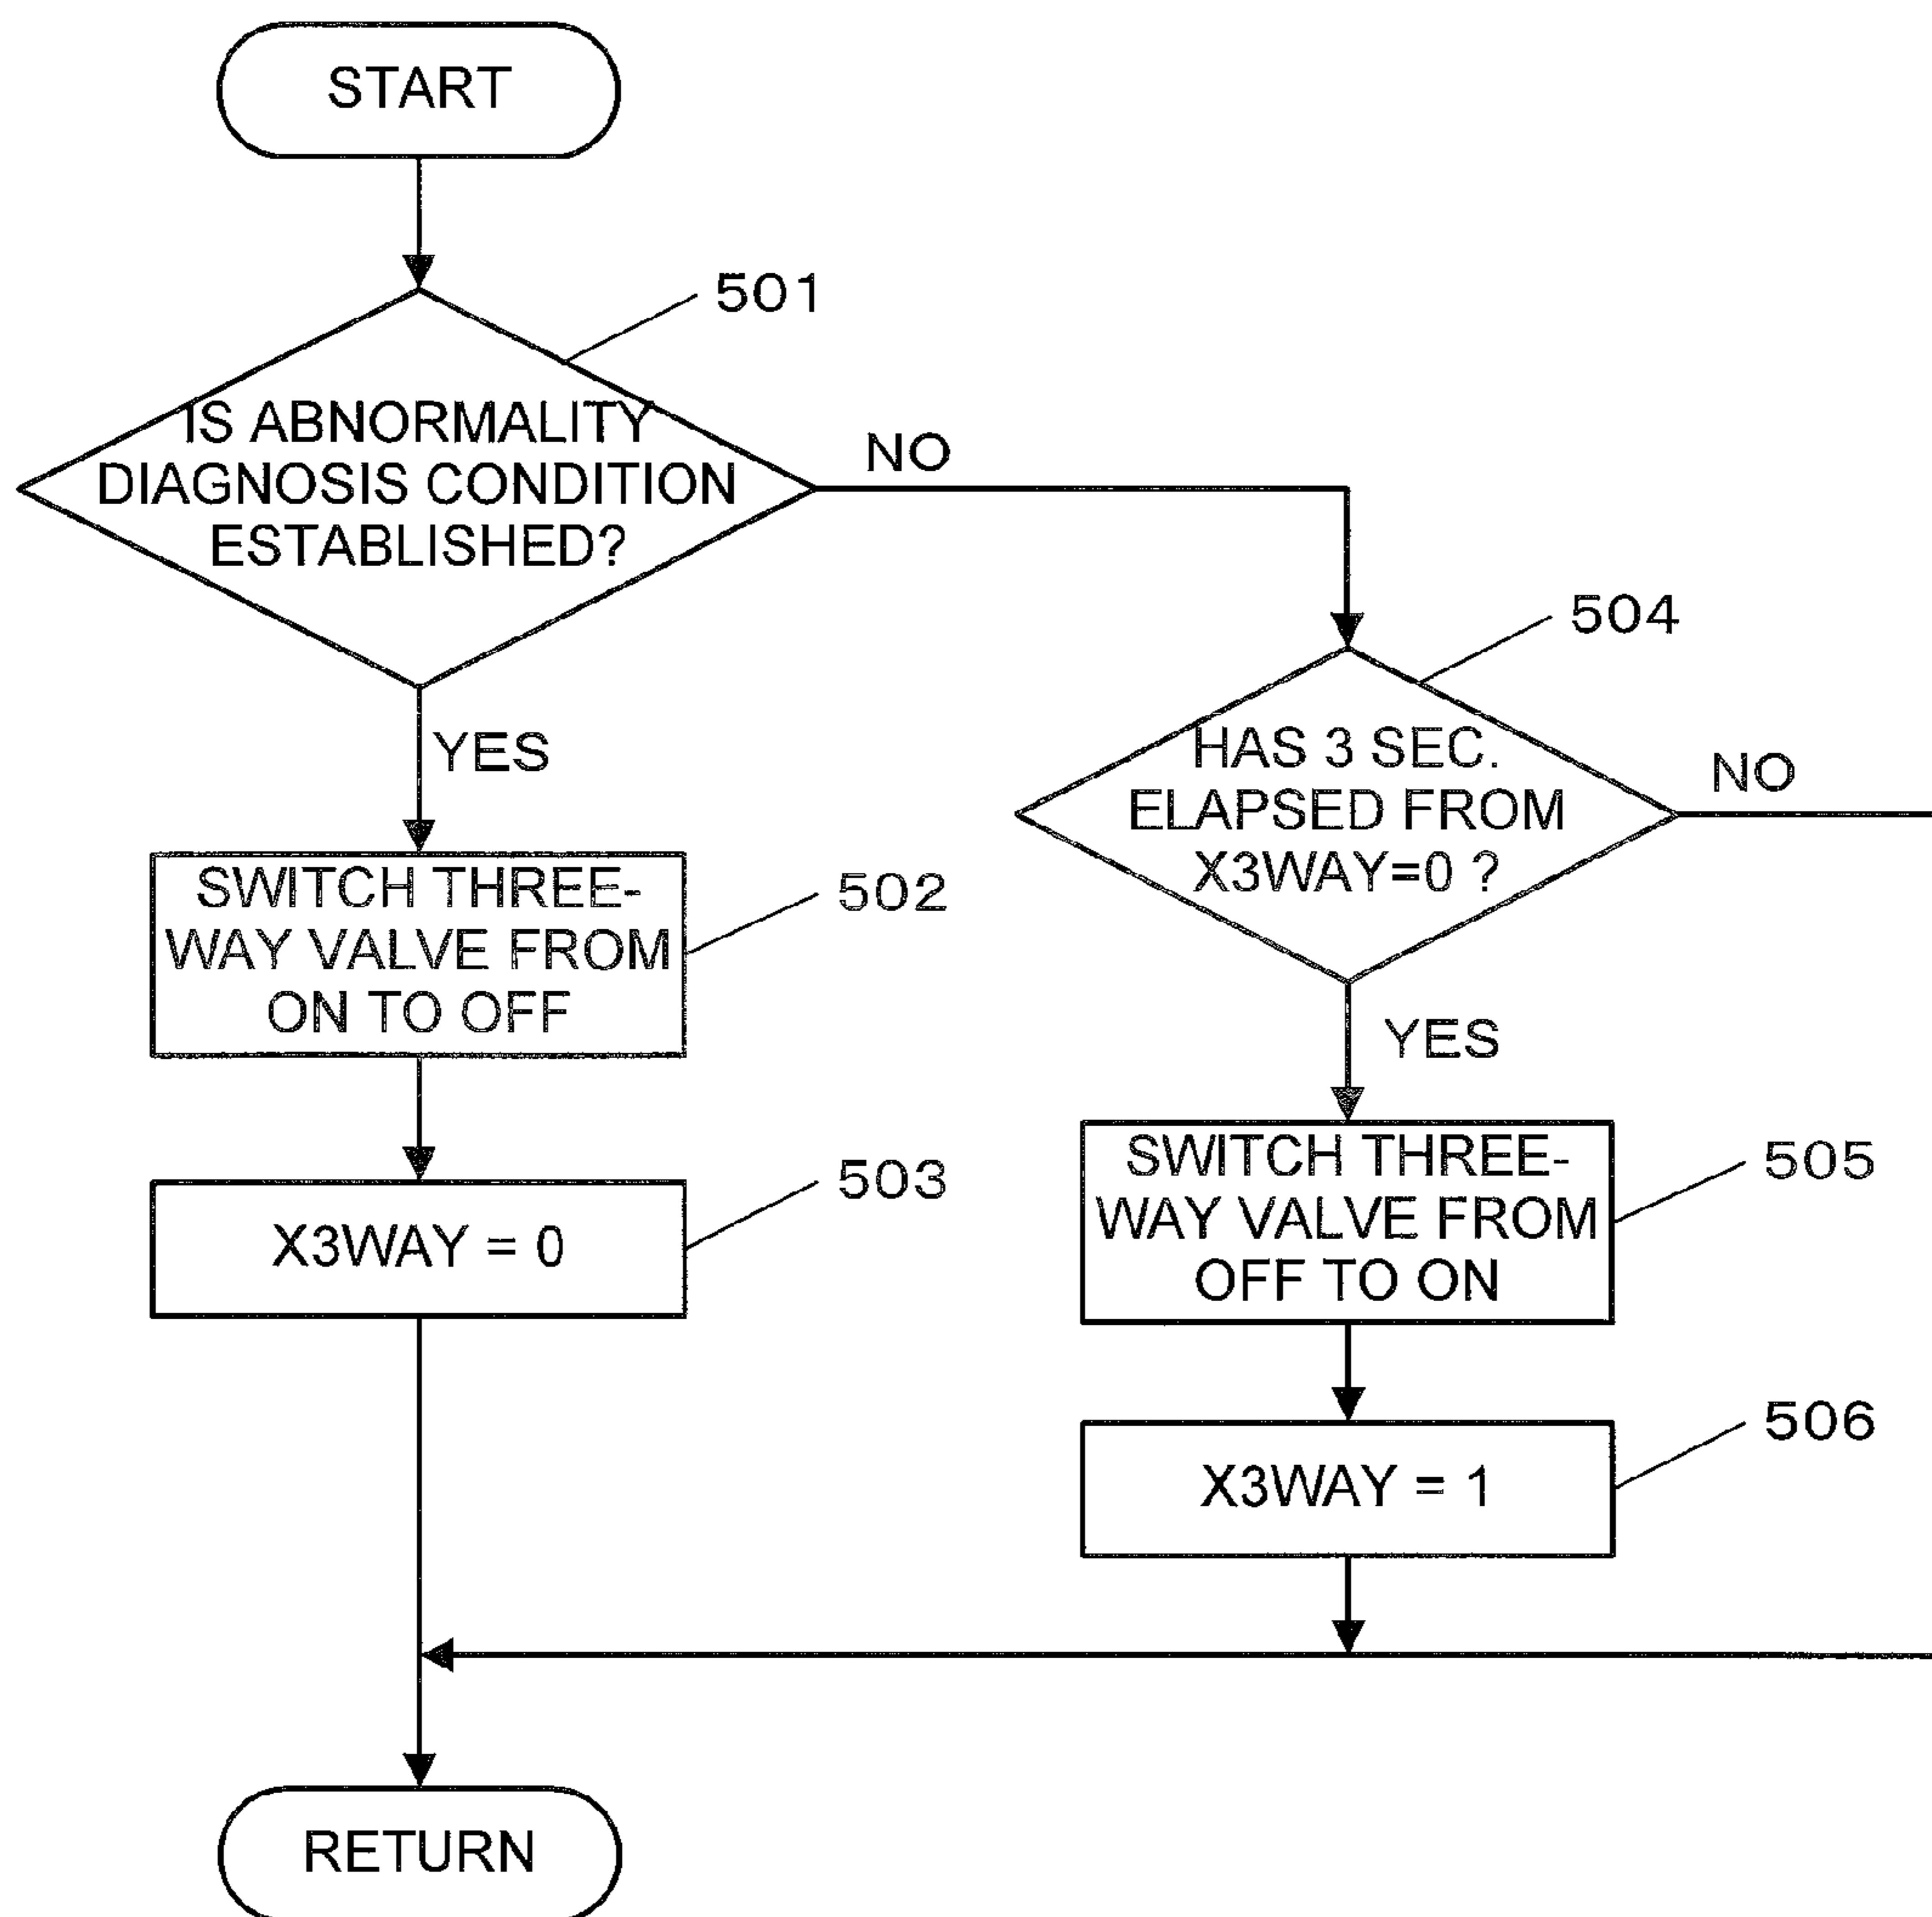 START
501
IS ABNORMALITY
DIAGNOSIS CONDITION
ESTABLISHED?
NO
YES
504
HAS 3 SEC.
ELAPSED FROM
X3WAY=0 ?
NO
YES
SWITCH THREE-
WAY VALVE FROM
ON TO OFF
502
X3WAY = 0
503
SWITCH THREE-
WAY VALVE FROM
OFF TO ON
505
X3WAY = 1
506
RETURN